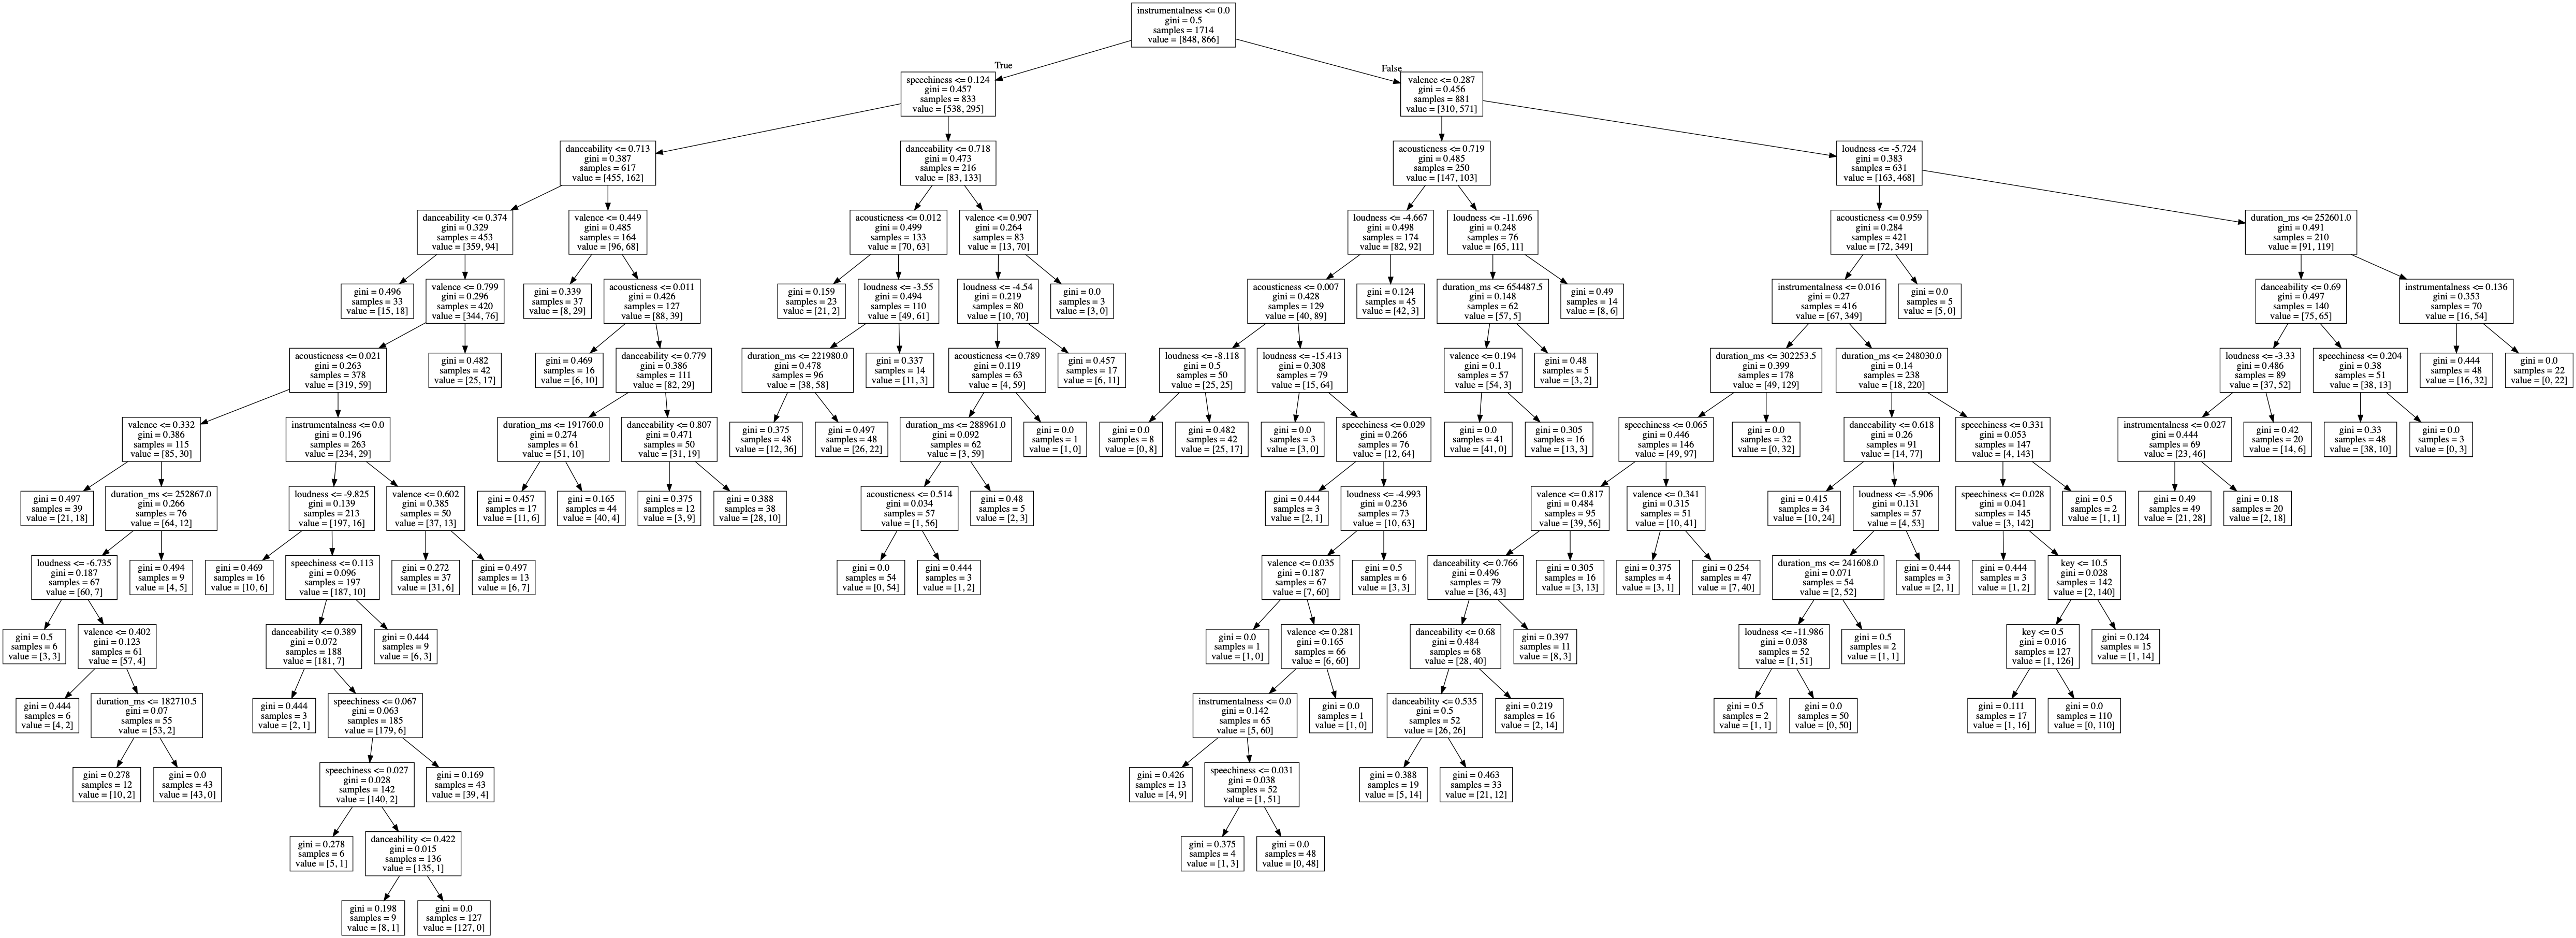 instrumentalness <= 0.0
gini = 0.5
samples = 1714
value = [848, 866]
True
False
speechiness <= 0.124
gini = 0.457
samples = 833
value = [538, 295]
valence <= 0.287
gini = 0.456
samples = 881
value = [310, 571]
danceability <= 0.713
gini = 0.387
samples = 617
value = [455, 162]
danceability <= 0.718
gini = 0.473
samples = 216
value = [83, 133]
acousticness <= 0.719
gini = 0.485
samples = 250
value = [147, 103]
loudness <= -5.724
gini = 0.383
samples = 631
value = [163, 468]
danceability <= 0.374
gini = 0.329
samples = 453
value = [359, 94]
valence <= 0.449
gini = 0.485
samples = 164
value = [96, 68]
acousticness <= 0.012
gini = 0.499
samples = 133
value = [70, 63]
valence <= 0.907
gini = 0.264
samples = 83
value = [13, 70]
loudness <= -4.667
gini = 0.498
samples = 174
value = [82, 92]
loudness <= -11.696
gini = 0.248
samples = 76
value = [65, 11]
acousticness <= 0.959
gini = 0.284
samples = 421
value = [72, 349]
duration_ms <= 252601.0
gini = 0.491
samples = 210
value = [91, 119]
gini = 0.496
samples = 33
value = [15, 18]
valence <= 0.799
gini = 0.296
samples = 420
value = [344, 76]
gini = 0.339
samples = 37
value = [8, 29]
acousticness <= 0.011
gini = 0.426
samples = 127
value = [88, 39]
gini = 0.159
samples = 23
value = [21, 2]
loudness <= -3.55
gini = 0.494
samples = 110
value = [49, 61]
loudness <= -4.54
gini = 0.219
samples = 80
value = [10, 70]
gini = 0.0
samples = 3
value = [3, 0]
acousticness <= 0.007
gini = 0.428
samples = 129
value = [40, 89]
gini = 0.124
samples = 45
value = [42, 3]
duration_ms <= 654487.5
gini = 0.148
samples = 62
value = [57, 5]
gini = 0.49
samples = 14
value = [8, 6]
instrumentalness <= 0.016
gini = 0.27
samples = 416
value = [67, 349]
gini = 0.0
samples = 5
value = [5, 0]
danceability <= 0.69
gini = 0.497
samples = 140
value = [75, 65]
instrumentalness <= 0.136
gini = 0.353
samples = 70
value = [16, 54]
acousticness <= 0.021
gini = 0.263
samples = 378
value = [319, 59]
gini = 0.482
samples = 42
value = [25, 17]
gini = 0.469
samples = 16
value = [6, 10]
danceability <= 0.779
gini = 0.386
samples = 111
value = [82, 29]
duration_ms <= 221980.0
gini = 0.478
samples = 96
value = [38, 58]
gini = 0.337
samples = 14
value = [11, 3]
acousticness <= 0.789
gini = 0.119
samples = 63
value = [4, 59]
gini = 0.457
samples = 17
value = [6, 11]
loudness <= -8.118
gini = 0.5
samples = 50
value = [25, 25]
loudness <= -15.413
gini = 0.308
samples = 79
value = [15, 64]
valence <= 0.194
gini = 0.1
samples = 57
value = [54, 3]
gini = 0.48
samples = 5
value = [3, 2]
duration_ms <= 302253.5
gini = 0.399
samples = 178
value = [49, 129]
duration_ms <= 248030.0
gini = 0.14
samples = 238
value = [18, 220]
loudness <= -3.33
gini = 0.486
samples = 89
value = [37, 52]
speechiness <= 0.204
gini = 0.38
samples = 51
value = [38, 13]
gini = 0.444
samples = 48
value = [16, 32]
gini = 0.0
samples = 22
value = [0, 22]
valence <= 0.332
gini = 0.386
samples = 115
value = [85, 30]
instrumentalness <= 0.0
gini = 0.196
samples = 263
value = [234, 29]
duration_ms <= 191760.0
gini = 0.274
samples = 61
value = [51, 10]
danceability <= 0.807
gini = 0.471
samples = 50
value = [31, 19]
gini = 0.375
samples = 48
value = [12, 36]
gini = 0.497
samples = 48
value = [26, 22]
duration_ms <= 288961.0
gini = 0.092
samples = 62
value = [3, 59]
gini = 0.0
samples = 1
value = [1, 0]
gini = 0.0
samples = 8
value = [0, 8]
gini = 0.482
samples = 42
value = [25, 17]
gini = 0.0
samples = 3
value = [3, 0]
speechiness <= 0.029
gini = 0.266
samples = 76
value = [12, 64]
gini = 0.0
samples = 41
value = [41, 0]
gini = 0.305
samples = 16
value = [13, 3]
speechiness <= 0.065
gini = 0.446
samples = 146
value = [49, 97]
gini = 0.0
samples = 32
value = [0, 32]
danceability <= 0.618
gini = 0.26
samples = 91
value = [14, 77]
speechiness <= 0.331
gini = 0.053
samples = 147
value = [4, 143]
instrumentalness <= 0.027
gini = 0.444
samples = 69
value = [23, 46]
gini = 0.42
samples = 20
value = [14, 6]
gini = 0.33
samples = 48
value = [38, 10]
gini = 0.0
samples = 3
value = [0, 3]
gini = 0.497
samples = 39
value = [21, 18]
duration_ms <= 252867.0
gini = 0.266
samples = 76
value = [64, 12]
loudness <= -9.825
gini = 0.139
samples = 213
value = [197, 16]
valence <= 0.602
gini = 0.385
samples = 50
value = [37, 13]
gini = 0.457
samples = 17
value = [11, 6]
gini = 0.165
samples = 44
value = [40, 4]
gini = 0.375
samples = 12
value = [3, 9]
gini = 0.388
samples = 38
value = [28, 10]
acousticness <= 0.514
gini = 0.034
samples = 57
value = [1, 56]
gini = 0.48
samples = 5
value = [2, 3]
gini = 0.444
samples = 3
value = [2, 1]
loudness <= -4.993
gini = 0.236
samples = 73
value = [10, 63]
valence <= 0.817
gini = 0.484
samples = 95
value = [39, 56]
valence <= 0.341
gini = 0.315
samples = 51
value = [10, 41]
gini = 0.415
samples = 34
value = [10, 24]
loudness <= -5.906
gini = 0.131
samples = 57
value = [4, 53]
speechiness <= 0.028
gini = 0.041
samples = 145
value = [3, 142]
gini = 0.5
samples = 2
value = [1, 1]
gini = 0.49
samples = 49
value = [21, 28]
gini = 0.18
samples = 20
value = [2, 18]
loudness <= -6.735
gini = 0.187
samples = 67
value = [60, 7]
gini = 0.494
samples = 9
value = [4, 5]
gini = 0.469
samples = 16
value = [10, 6]
speechiness <= 0.113
gini = 0.096
samples = 197
value = [187, 10]
gini = 0.272
samples = 37
value = [31, 6]
gini = 0.497
samples = 13
value = [6, 7]
gini = 0.0
samples = 54
value = [0, 54]
gini = 0.444
samples = 3
value = [1, 2]
valence <= 0.035
gini = 0.187
samples = 67
value = [7, 60]
gini = 0.5
samples = 6
value = [3, 3]
danceability <= 0.766
gini = 0.496
samples = 79
value = [36, 43]
gini = 0.305
samples = 16
value = [3, 13]
gini = 0.375
samples = 4
value = [3, 1]
gini = 0.254
samples = 47
value = [7, 40]
duration_ms <= 241608.0
gini = 0.071
samples = 54
value = [2, 52]
gini = 0.444
samples = 3
value = [2, 1]
gini = 0.444
samples = 3
value = [1, 2]
key <= 10.5
gini = 0.028
samples = 142
value = [2, 140]
gini = 0.5
samples = 6
value = [3, 3]
valence <= 0.402
gini = 0.123
samples = 61
value = [57, 4]
danceability <= 0.389
gini = 0.072
samples = 188
value = [181, 7]
gini = 0.444
samples = 9
value = [6, 3]
gini = 0.0
samples = 1
value = [1, 0]
valence <= 0.281
gini = 0.165
samples = 66
value = [6, 60]
danceability <= 0.68
gini = 0.484
samples = 68
value = [28, 40]
gini = 0.397
samples = 11
value = [8, 3]
loudness <= -11.986
gini = 0.038
samples = 52
value = [1, 51]
gini = 0.5
samples = 2
value = [1, 1]
key <= 0.5
gini = 0.016
samples = 127
value = [1, 126]
gini = 0.124
samples = 15
value = [1, 14]
gini = 0.444
samples = 6
value = [4, 2]
duration_ms <= 182710.5
gini = 0.07
samples = 55
value = [53, 2]
gini = 0.444
samples = 3
value = [2, 1]
speechiness <= 0.067
gini = 0.063
samples = 185
value = [179, 6]
instrumentalness <= 0.0
gini = 0.142
samples = 65
value = [5, 60]
gini = 0.0
samples = 1
value = [1, 0]
danceability <= 0.535
gini = 0.5
samples = 52
value = [26, 26]
gini = 0.219
samples = 16
value = [2, 14]
gini = 0.5
samples = 2
value = [1, 1]
gini = 0.0
samples = 50
value = [0, 50]
gini = 0.111
samples = 17
value = [1, 16]
gini = 0.0
samples = 110
value = [0, 110]
gini = 0.278
samples = 12
value = [10, 2]
gini = 0.0
samples = 43
value = [43, 0]
speechiness <= 0.027
gini = 0.028
samples = 142
value = [140, 2]
gini = 0.169
samples = 43
value = [39, 4]
gini = 0.426
samples = 13
value = [4, 9]
speechiness <= 0.031
gini = 0.038
samples = 52
value = [1, 51]
gini = 0.388
samples = 19
value = [5, 14]
gini = 0.463
samples = 33
value = [21, 12]
gini = 0.278
samples = 6
value = [5, 1]
danceability <= 0.422
gini = 0.015
samples = 136
value = [135, 1]
gini = 0.375
samples = 4
value = [1, 3]
gini = 0.0
samples = 48
value = [0, 48]
gini = 0.198
samples = 9
value = [8, 1]
gini = 0.0
samples = 127
value = [127, 0]